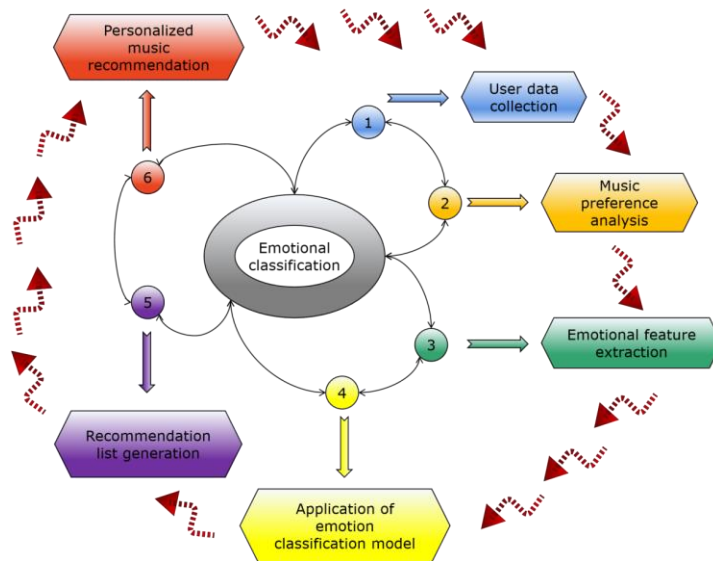 Personalized
music
recommendation
User data
collection
1
6
2
Music
preference
analysis
Emotional
classification
5
3
Emotional feature
extraction
4
Recommendation
list generation
Application of
emotion
classification model